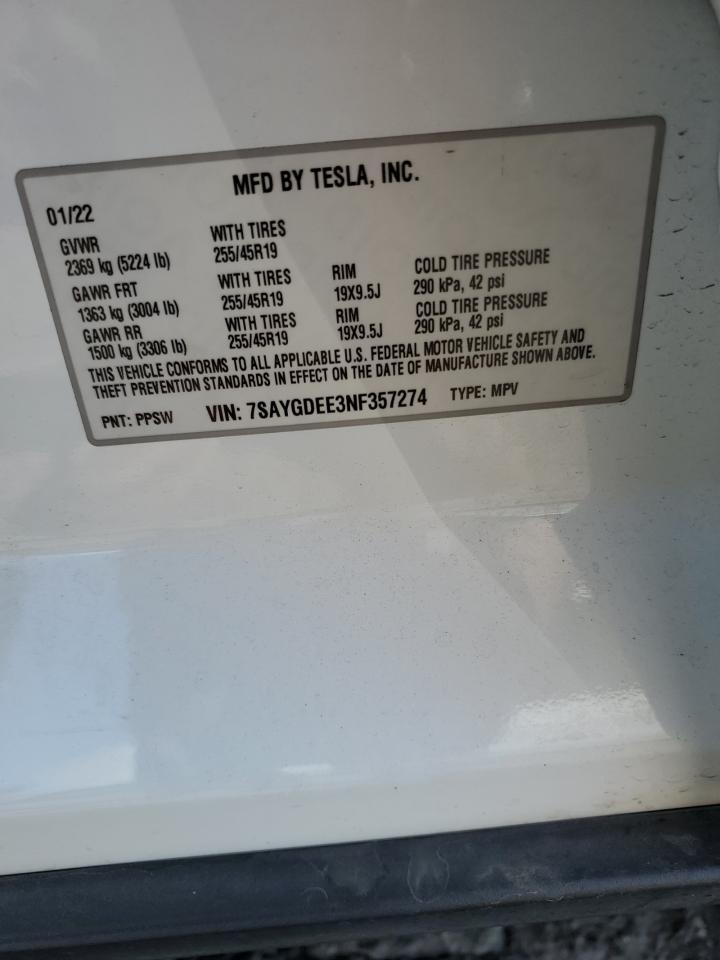 MFD BY TESLA, INC.
01/22
GVWR WITH TIRES
2369 kg (5224 lb) 255/45R19
GAWR FRT WITH TIRES RIM COLD TIRE PRESSURE
1363 kg (3004 lb) 255/45R19 19X9.5J 290 kPa, 42 psi
GAWR RR WITH TIRES RIM COLD TIRE PRESSURE
1500 kg (3306 lb) 255/45R19 19X9.5J 290 kPa, 42 psi
THIS VEHICLE CONFORMS TO ALL APPLICABLE U.S. FEDERAL MOTOR VEHICLE SAFETY AND
THEFT PREVENTION STANDARDS IN EFFECT ON THE DATE OF MANUFACTURE SHOWN ABOVE.
PNT: PPSW VIN: 7SAYGDEE3NF357274 TYPE: MPV